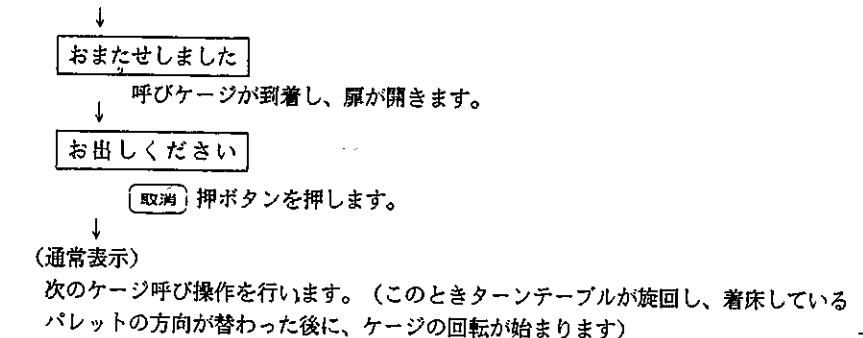 ↓
おまたせしました
呼びケージが到着し、扉が開きます。
↓
お出しください
取消 押ボタンを押します。
↓
(通常表示)
次のケージ呼び操作を行います。(このときターンテーブルが旋回し、着床している
パレットの方向が替わった後に、ケージの回転が始まります)